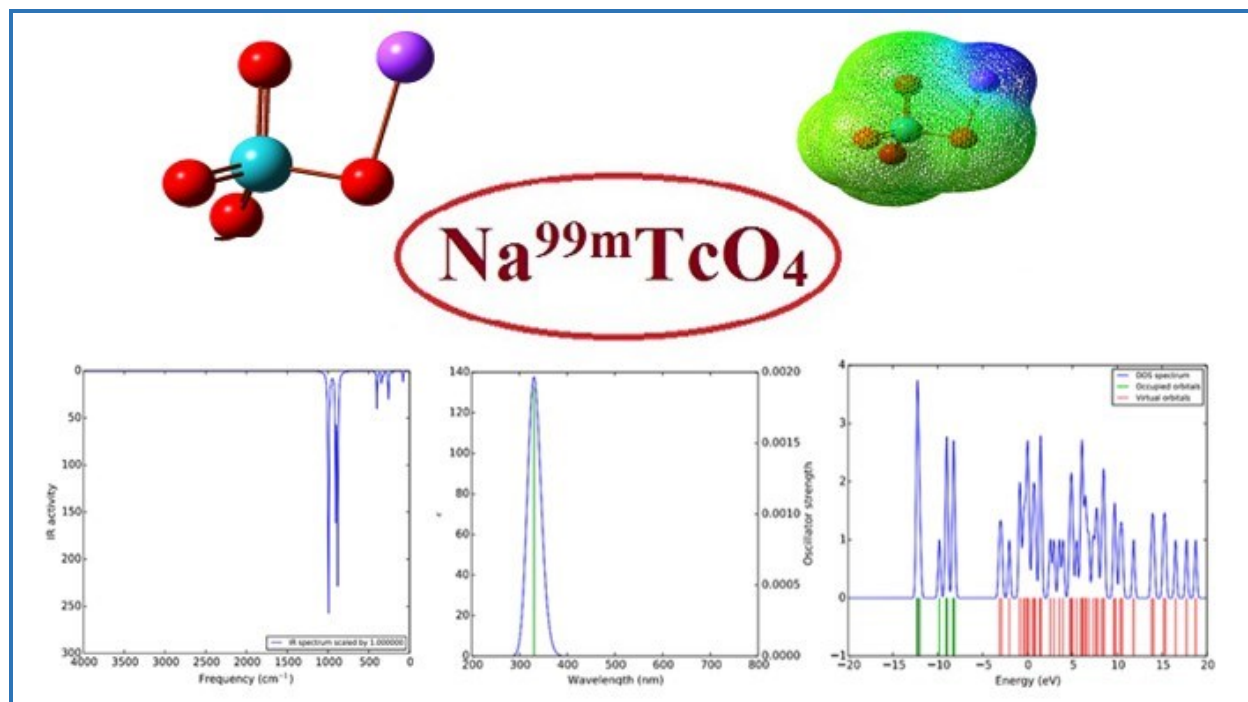 Na99mTcO4
0
50
100
150
200
250
300
4000 3500 3000 2500 2000 1500 1000 500 0
IR activity
Frequency (cm−1)
IR spectrum scaled by 1.000000
140
120
100
80
60
40
20
0
0.0020
0.0015
0.0010
0.0005
0.0000
200 300 400 500 600 700 800
ε
Oscillator strength
Wavelength (nm)
4
3
2
1
0
−1
−20 −15 −10 −5 0 5 10 15 20
Energy (eV)
DOS spectrum
Occupied orbitals
Virtual orbitals